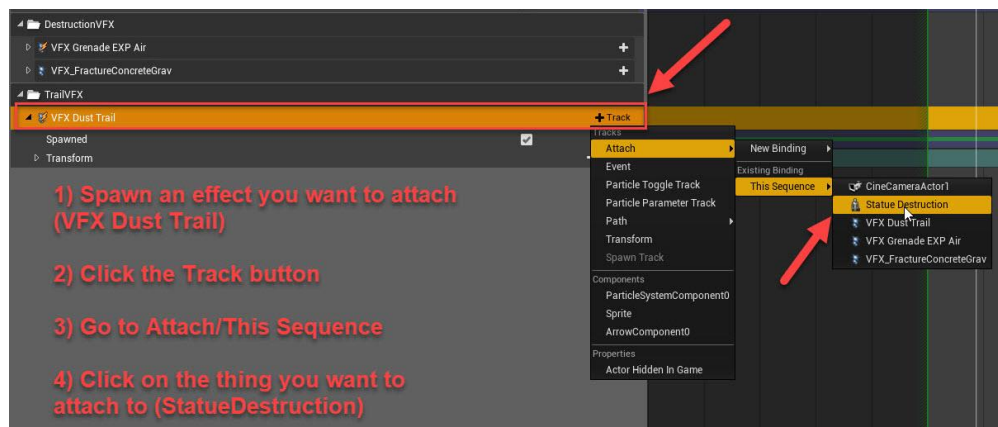 DestructionVFX
VFX Grenade EXP Air
VFX_FractureConcreteGrav
TrailVFX
VFX Dust Trail
Track
Spawned
Transform
Tracks
Attach
Event
Particle Toggle Track
Particle Parameter Track
Path
Transform
Spawn Track
Components
ParticleSystemComponent0
Sprite
ArrowComponent0
Properties
Actor Hidden In Game
New Binding
Existing Binding
This Sequence
CineCameraActor1
Statue Destruction
VFX Dust Trail
VFX Grenade EXP Air
VFX_FractureConcreteGrav
1) Spawn an effect you want to attach
(VFX Dust Trail)
2) Click the Track button
3) Go to Attach/This Sequence
4) Click on the thing you want to
attach to (StatueDestruction)